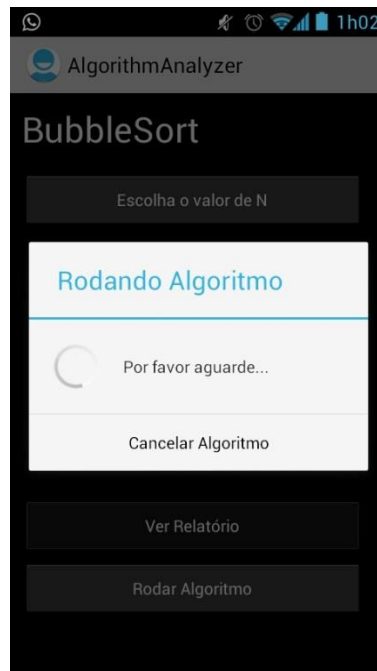 1h02
AlgorithmAnalyzer
BubbleSort
Escolha o valor de N
Rodando Algoritmo
Por favor aguarde...
Cancelar Algoritmo
Ver Relatório
Rodar Algoritmo